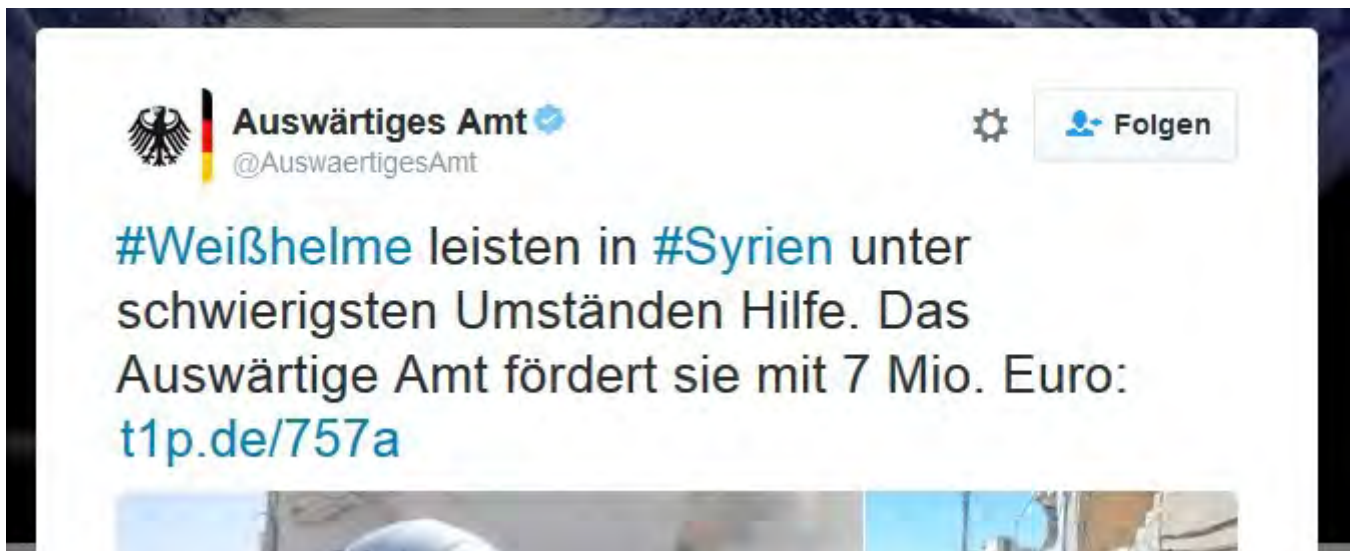 Auswärtiges Amt
@AuswaertigesAmt
Folgen
#Weißhelme leisten in #Syrien unter
schwierigsten Umständen Hilfe. Das
Auswärtige Amt fördert sie mit 7 Mio. Euro:
t1p.de/757a